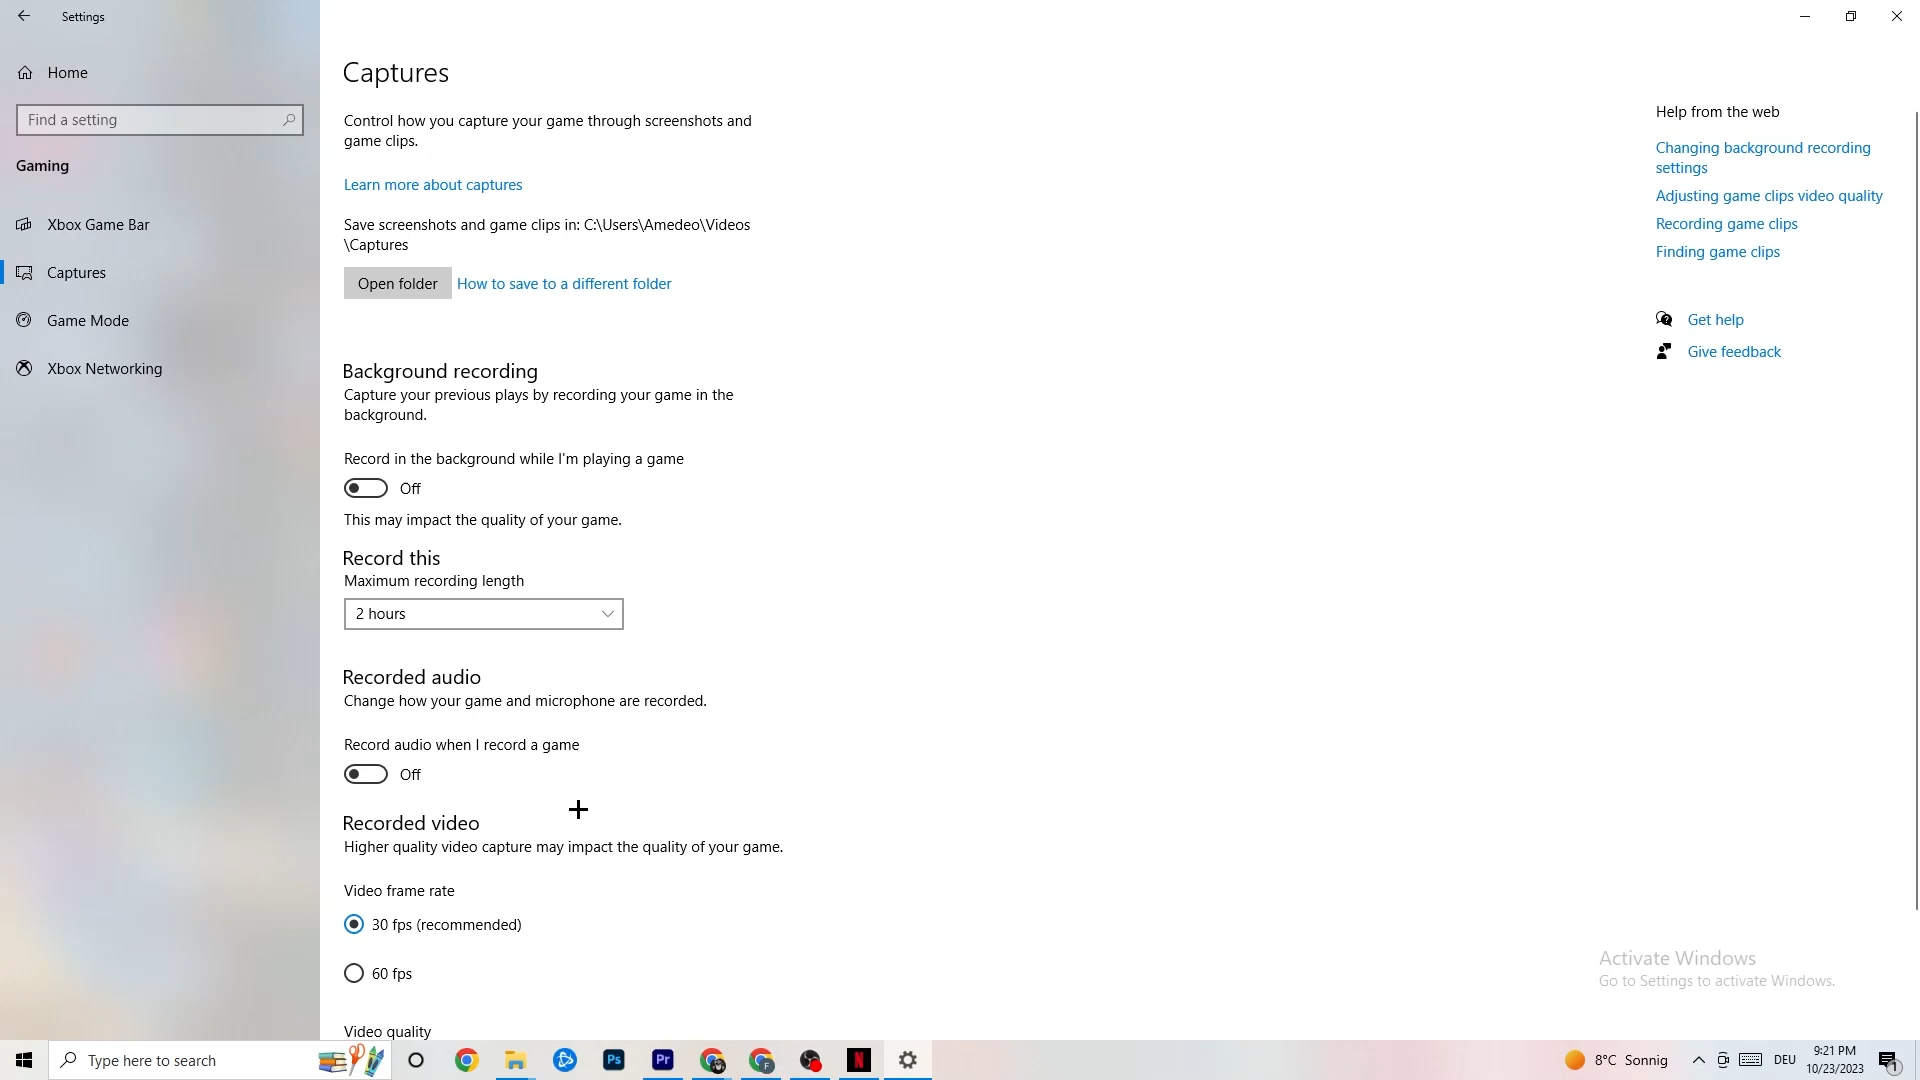 Settings
Home
Find a setting
Gaming
Xbox Game Bar
Captures
Game Mode
Xbox Networking
Captures
Control how you capture your game through screenshots and
game clips.
Learn more about captures
Save screenshots and game clips in: C:\Users\Amedeo\Videos
\Captures
Open folder
How to save to a different folder
Background recording
Capture your previous plays by recording your game in the
background.
Record in the background while I'm playing a game
Off
This may impact the quality of your game.
Record this
Maximum recording length
2 hours
Recorded audio
Change how your game and microphone are recorded.
Record audio when I record a game
Off
Recorded video
Higher quality video capture may impact the quality of your game.
Video frame rate
30 fps (recommended)
60 fps
Video quality
Help from the web
Changing background recording
settings
Adjusting game clips video quality
Recording game clips
Finding game clips
Get help
Give feedback
Activate Windows
Go to Settings to activate Windows.
Type here to search
Ps
Pr
F
N
8°C Sonnig
DEU
9:21 PM
10/23/2023
1